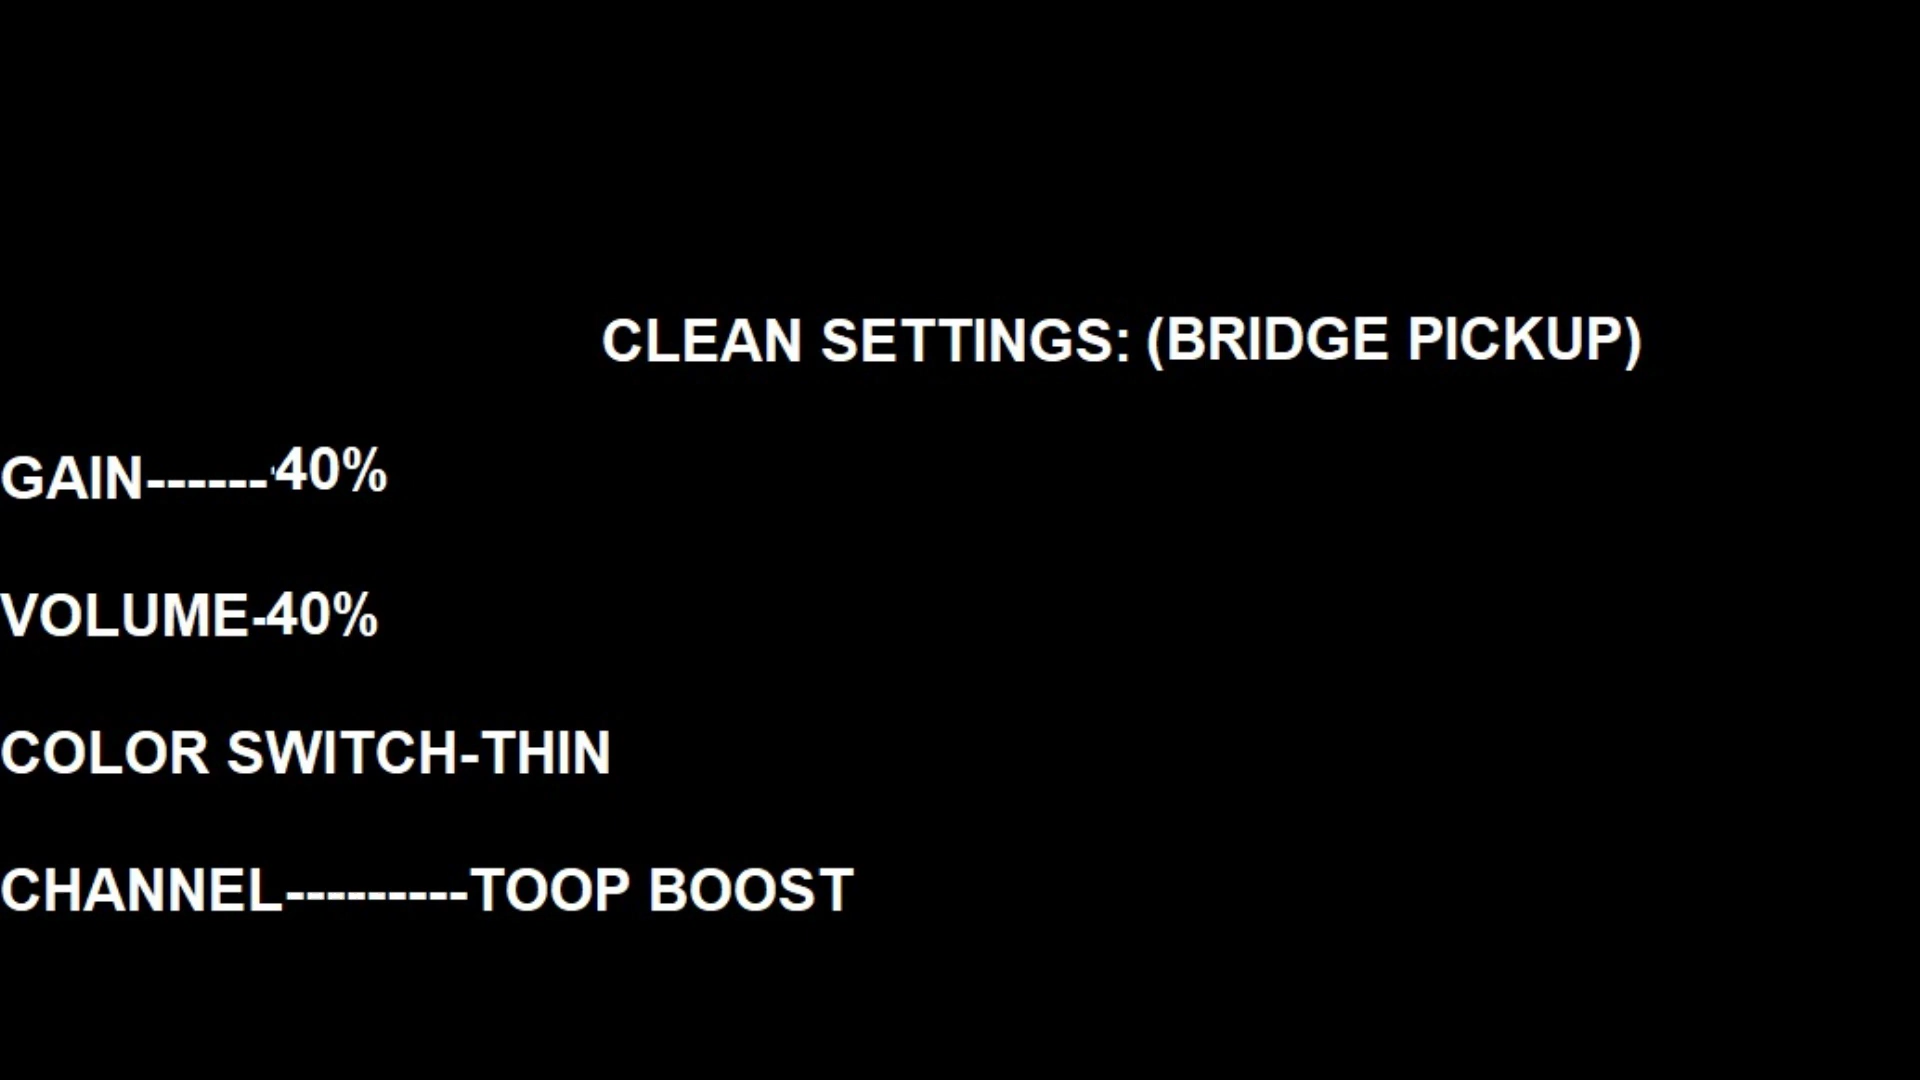 CLEAN SETTINGS: (BRIDGE PICKUP)
GAIN------40%
VOLUME-40%
COLOR SWITCH-THIN
CHANNEL---------TOOP BOOST